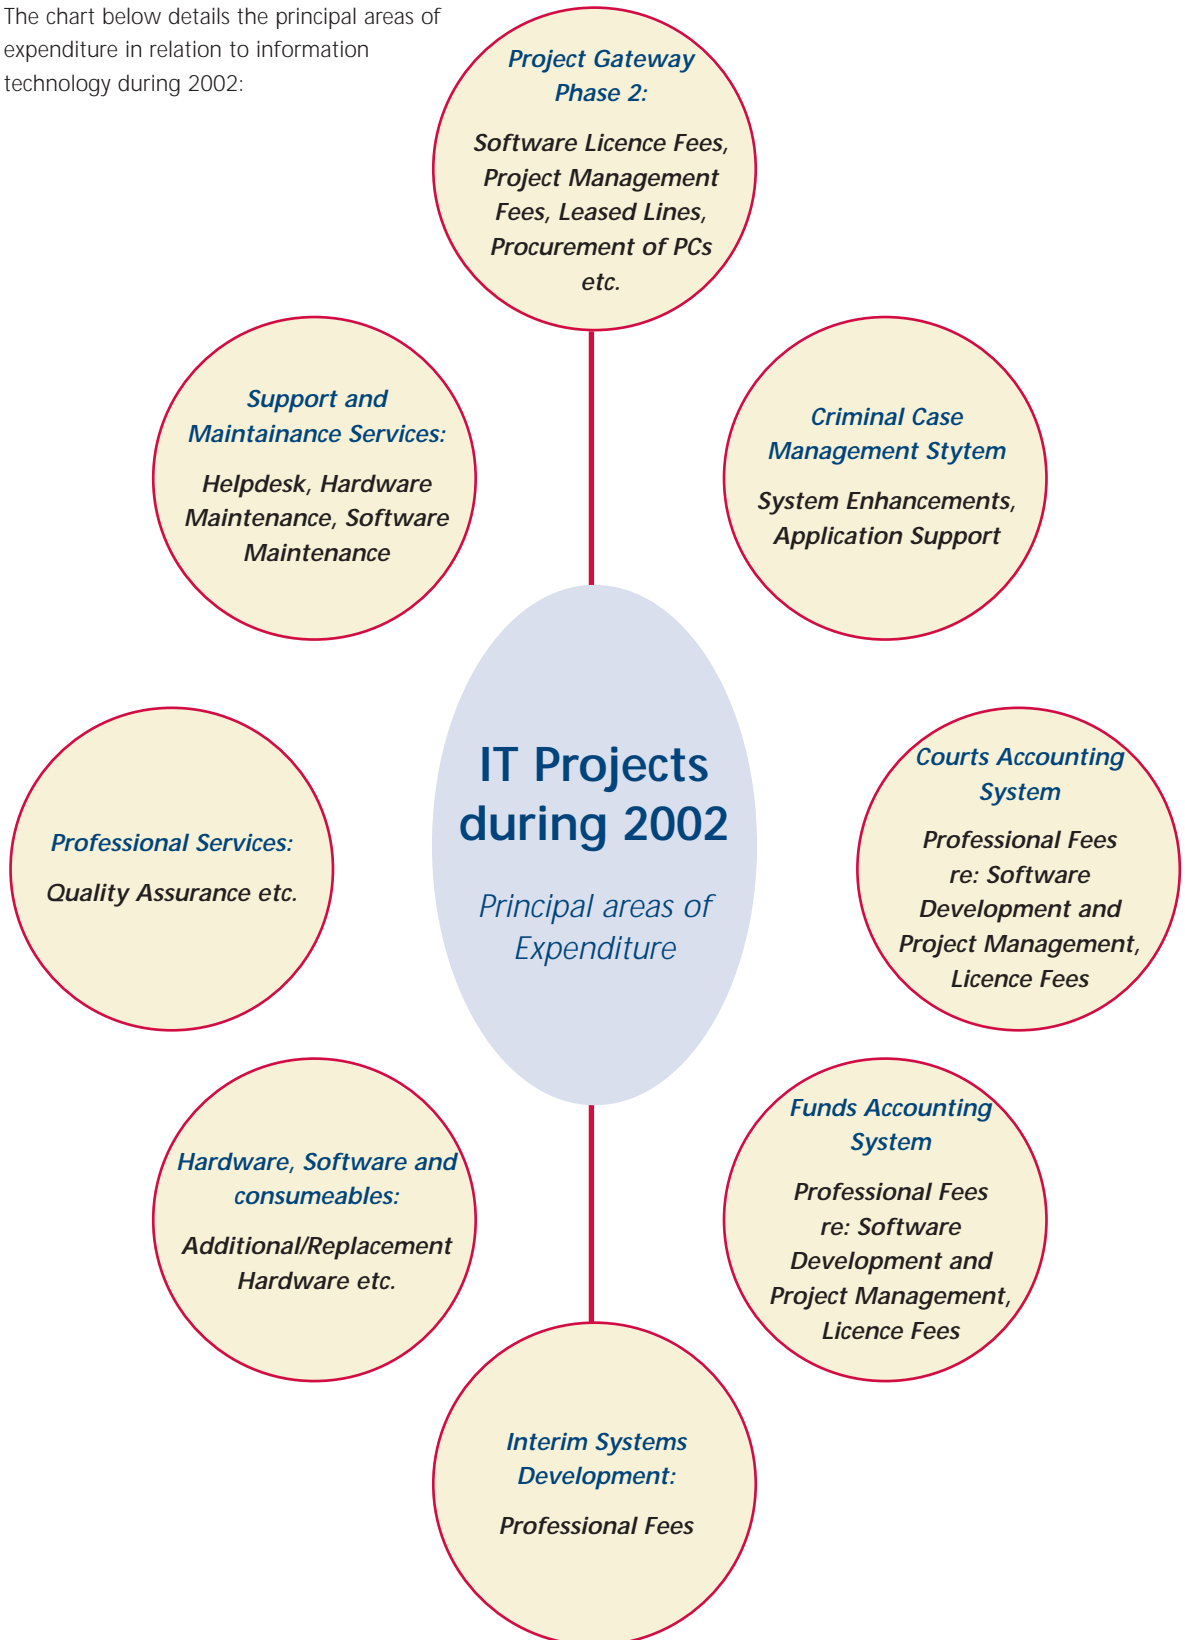 The chart below details the principal areas of
expenditure in relation to information
technology during 2002:
Project Gateway
Phase 2:
Software Licence Fees,
Project Management
Fees, Leased Lines,
Procurement of PCs
etc.
Support and
Maintainance Services:
Helpdesk, Hardware
Maintenance, Software
Maintenance
Criminal Case
Management Stytem
System Enhancements,
Application Support
IT Projects
during 2002
Principal areas of
Expenditure
Professional Services:
Quality Assurance etc.
Courts Accounting
System
Professional Fees
re: Software
Development and
Project Management,
Licence Fees
Hardware, Software and
consumeables:
Additional/Replacement
Hardware etc.
Funds Accounting
System
Professional Fees
re: Software
Development and
Project Management,
Licence Fees
Interim Systems
Development:
Professional Fees